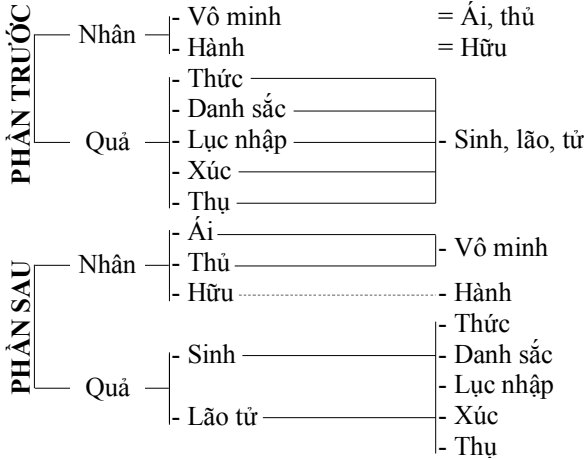 PHẦN TRƯỚC
Nhân
- Vô minh = Ái, thủ
- Hành = Hữu
Quả
- Thức
- Danh sắc
- Lục nhập
- Xúc
- Thụ
- Sinh, lão, tử
PHẦN SAU
Nhân
- Ái
- Thủ
- Vô minh
- Hữu - Hành
Quả
- Sinh
- Lão tử
- Thức
- Danh sắc
- Lục nhập
- Xúc
- Thụ